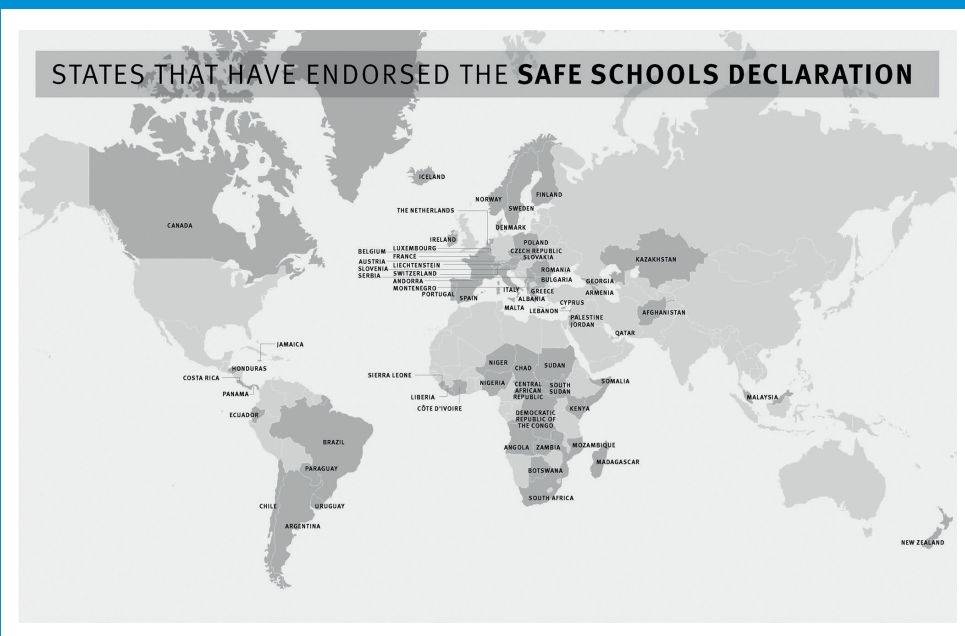 STATES THAT HAVE ENDORSED THE SAFE SCHOOLS DECLARATION
ICELAND
FINLAND
NORWAY
SWEDEN
THE NETHERLANDS
DENMARK
CANADA
IRELAND
POLAND
LUXEMBOURG
BELGIUM
CZECH REPUBLIC
FRANCE
SLOVAKIA
AUSTRIA
LIECHTENSTEIN
KAZAKHSTAN
SLOVENIA
SWITZERLAND
ROMANIA
SERBIA
ANDORRA
BULGARIA
GEORGIA
MONTENEGRO
ITALY
GREECE
ARMENIA
PORTUGAL
SPAIN
ALBANIA
CYPRUS
MALTA
LEBANON
AFGHANISTAN
PALESTINE
JORDAN
QATAR
JAMAICA
HONDURAS
NIGER
CHAD
SUDAN
COSTA RICA
SIERRA LEONE
NIGERIA
CENTRAL
AFRICAN
REPUBLIC
SOUTH
SUDAN
SOMALIA
PANAMA
LIBERIA
MALAYSIA
CÔTE D'IVOIRE
KENYA
ECUADOR
DEMOCRATIC
REPUBLIC OF
THE CONGO
BRAZIL
ANGOLA
ZAMBIA
MOZAMBIQUE
MADAGASCAR
PARAGUAY
BOTSWANA
SOUTH AFRICA
CHILE
URUGUAY
ARGENTINA
NEW ZEALAND